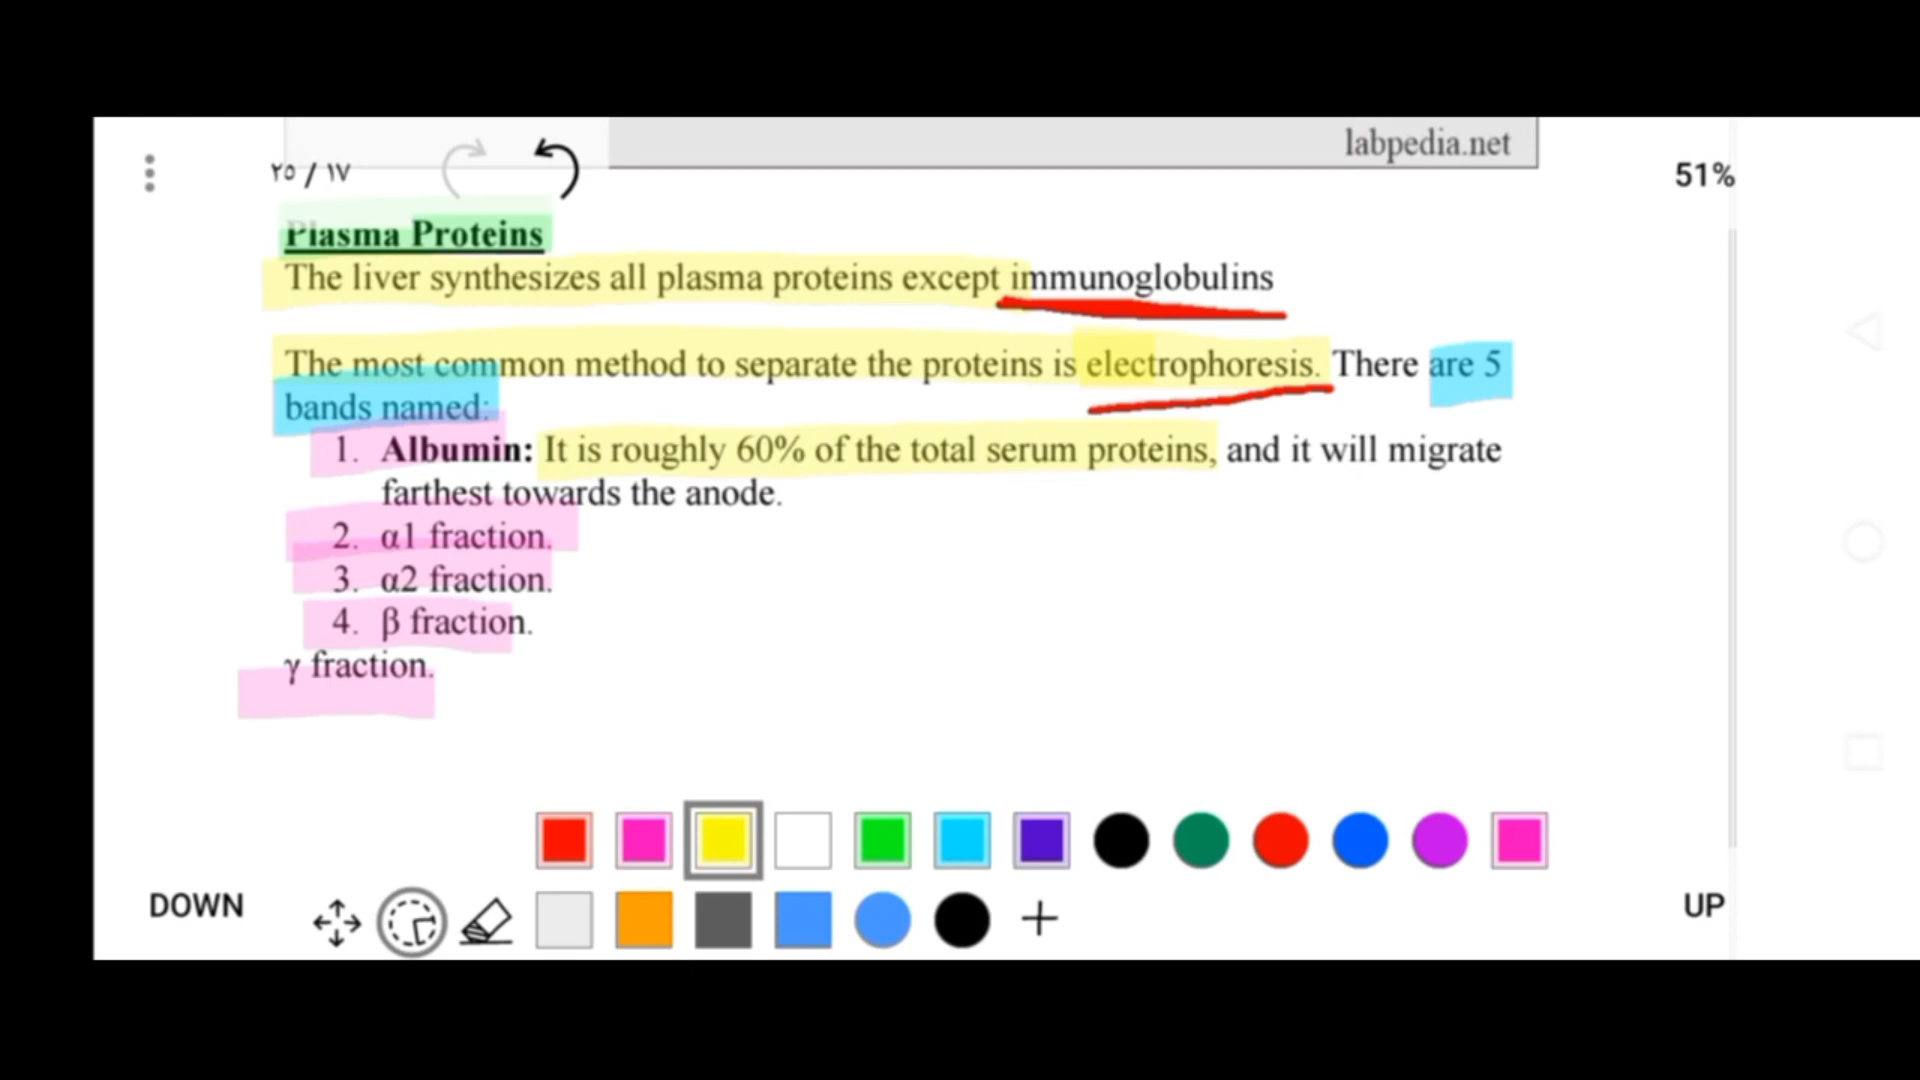 labpedia.net
٢٥ / ١٧
51%
Plasma Proteins
The liver synthesizes all plasma proteins except immunoglobulins
The most common method to separate the proteins is electrophoresis. There are 5
bands named:
1. Albumin: It is roughly 60% of the total serum proteins, and it will migrate
farthest towards the anode.
2. α1 fraction.
3. α2 fraction.
4. β fraction.
γ fraction.
DOWN
UP